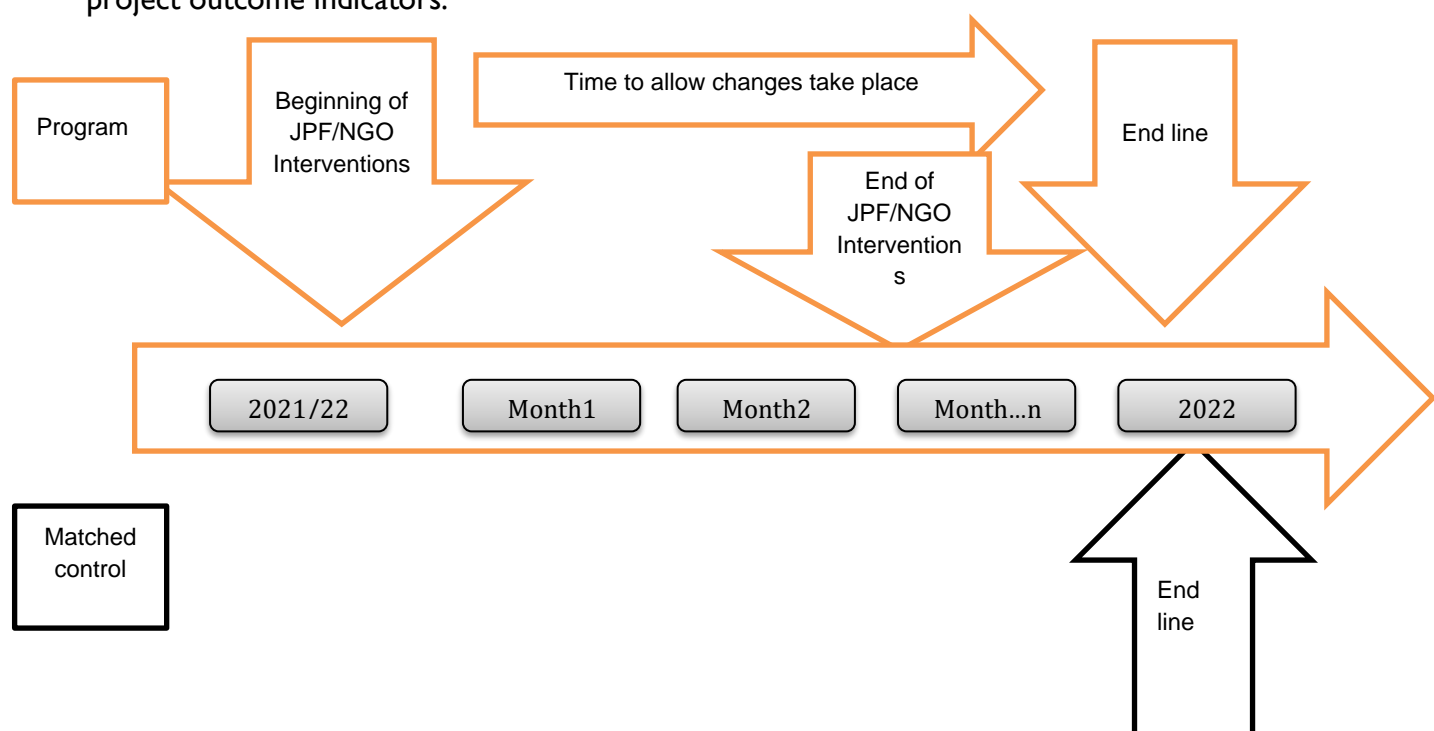 project outcome indicators.
Time to allow changes take place
Program
Beginning of
JPF/NGO
Interventions
End line
End of
JPF/NGO
Intervention
s
2021/22
Month1
Month2
Month...n
2022
Matched
control
End
line